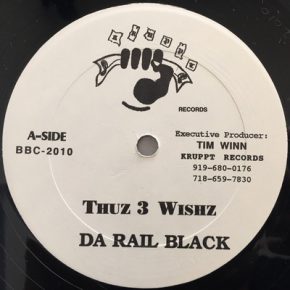 RECORDS
A-SIDE
BBC-2010
Executive Producer:
TIM WINN
KRUPPT RECORDS
919-680-0176
718-659-7830
THUZ 3 WISHZ
DA RAIL BLACK